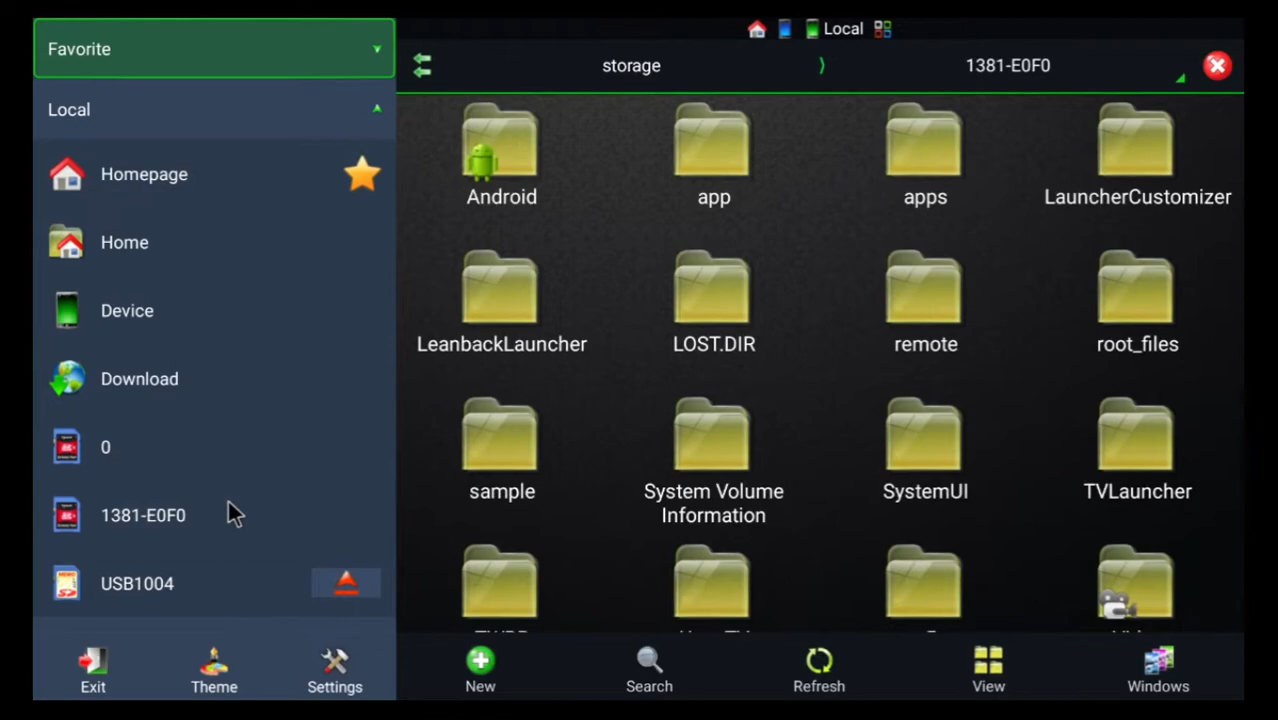 Favorite
Local
Homepage
Home
Device
Download
0
1381-E0F0
USB1004
Exit
Theme
Settings
Local
storage
1381-E0F0
Android
app
apps
LauncherCustomizer
LeanbackLauncher
LOST.DIR
remote
root_files
sample
System Volume
Information
SystemUI
TVLauncher
New
Search
Refresh
View
Windows